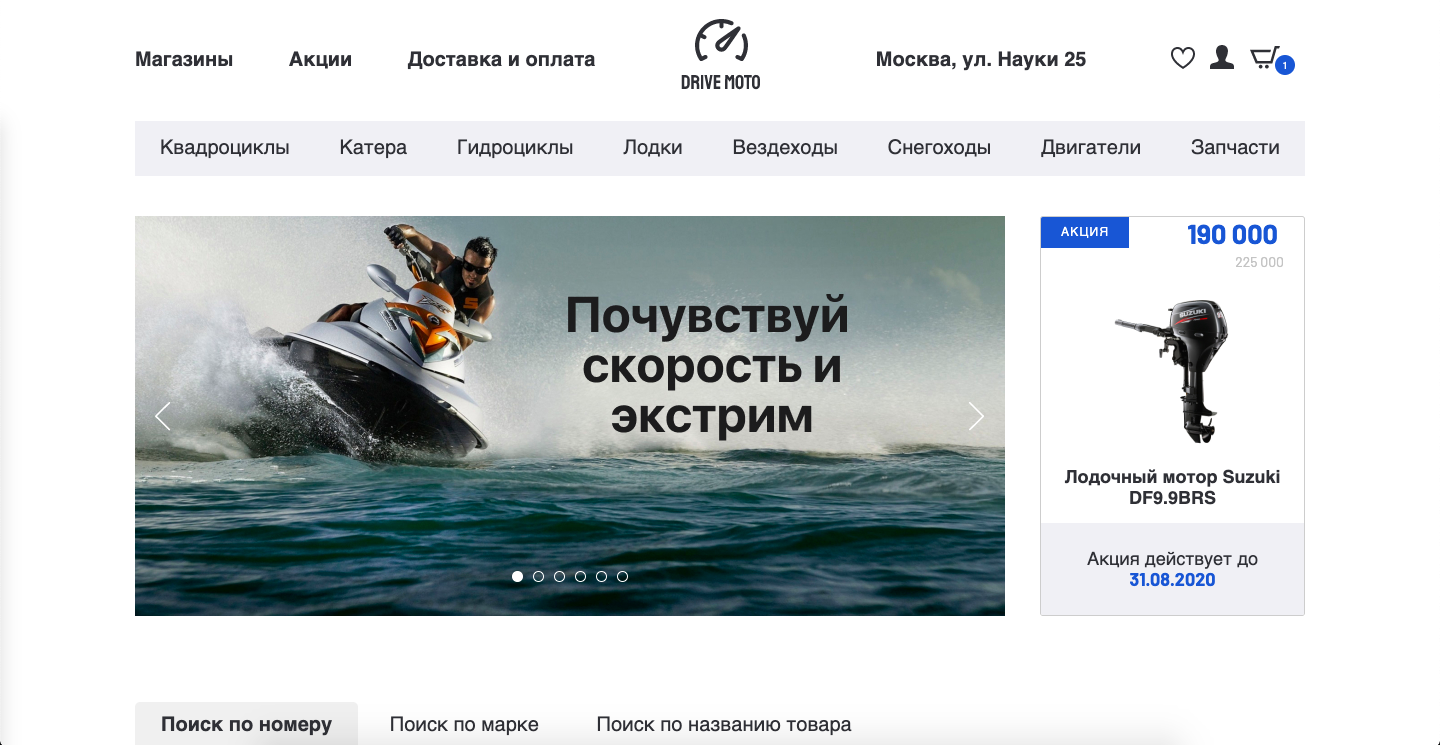 Магазины
Акции
Доставка и оплата
DRIVE MOTO
Москва, ул. Науки 25
1
Квадроциклы
Катера
Гидроциклы
Лодки
Вездеходы
Снегоходы
Двигатели
Запчасти
Почувствуй
скорость и
экстрим
АКЦИЯ
190 000
225 000
SUZUKI
Лодочный мотор Suzuki
DF9.9BRS
Акция действует до
31.08.2020
Поиск по номеру
Поиск по марке
Поиск по названию товара